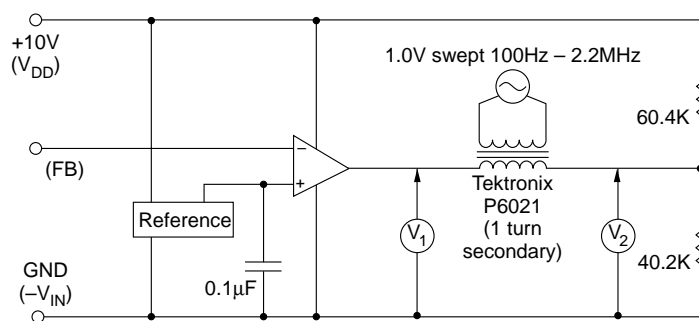 +10V
(V_DD)
1.0V swept 100Hz – 2.2MHz
60.4K
(FB)
–
+
Reference
Tektronix
P6021
(1 turn
secondary)
V_1
V_2
40.2K
GND
(–V_IN)
0.1μF